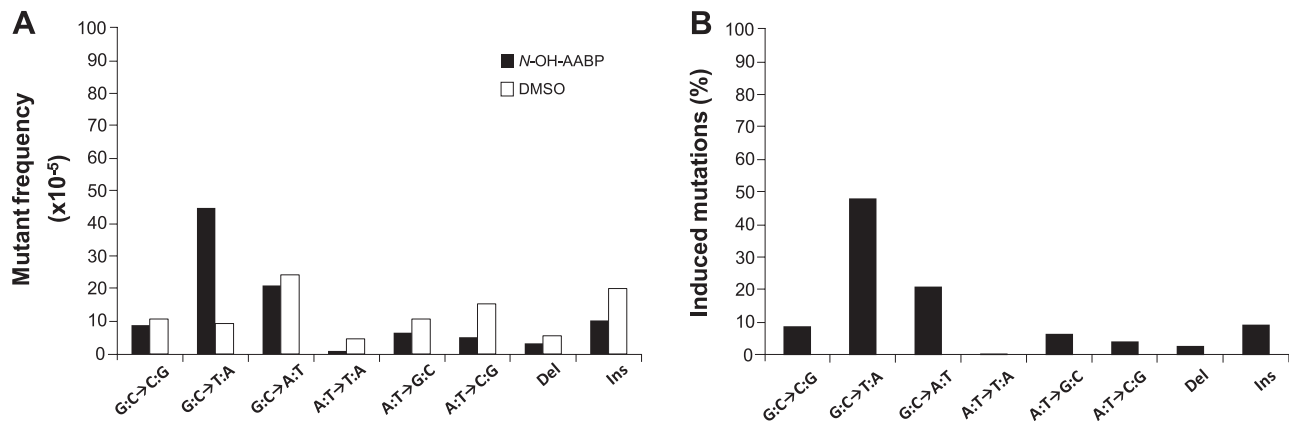 A
Mutant frequency
(x10⁻⁵)
100
90
80
70
60
50
40
30
20
10
0
N-OH-AABP
DMSO
G:C→C:G
G:C→T:A
G:C→A:T
A:T→T:A
A:T→G:C
A:T→C:G
Del
Ins
B
Induced mutations (%)
100
90
80
70
60
50
40
30
20
10
0
G:C→C:G
G:C→T:A
G:C→A:T
A:T→T:A
A:T→G:C
A:T→C:G
Del
Ins